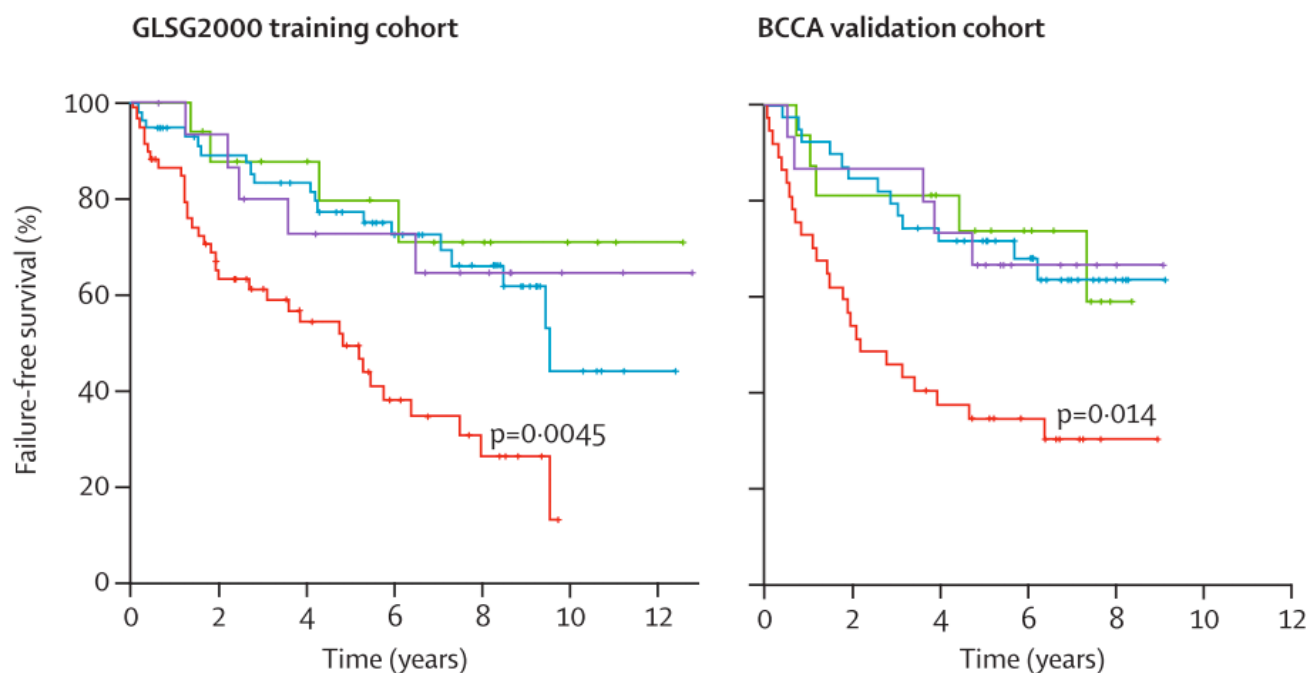 GLSG2000 training cohort
BCCA validation cohort
Failure-free survival (%)
100
80
60
40
20
0
p=0·0045
p=0·014
0 2 4 6 8 10 12
0 2 4 6 8 10 12
Time (years)
Time (years)